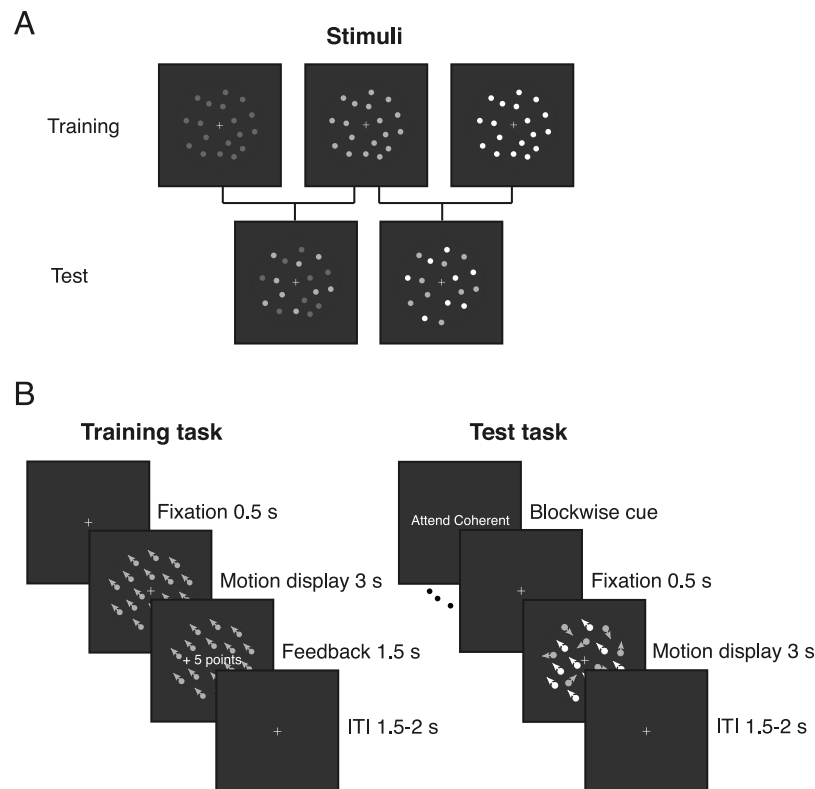 A
Stimuli
Training
Test
B
Training task
Fixation 0.5 s
Motion display 3 s
+ 5 points
Feedback 1.5 s
ITI 1.5-2 s
Test task
Attend Coherent
Blockwise cue
Fixation 0.5 s
Motion display 3 s
ITI 1.5-2 s